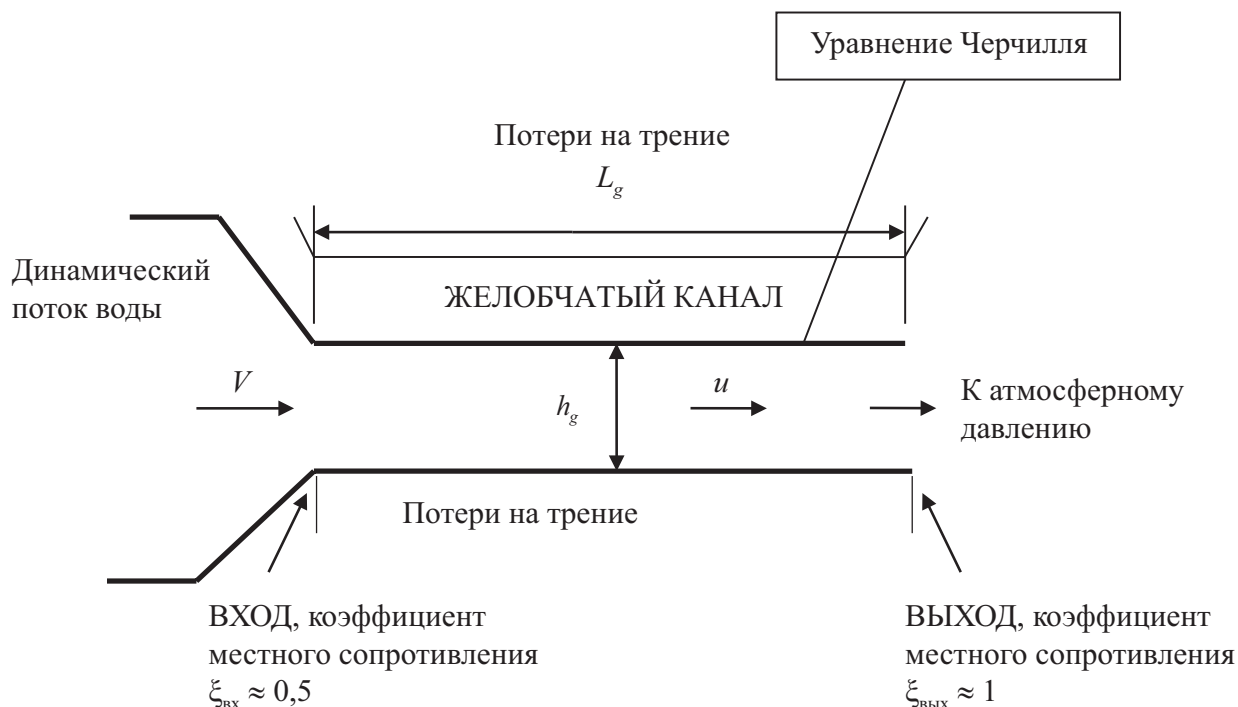 Уравнение Черчилля
Потери на трение
L_g
Динамический
поток воды
ЖЕЛОБЧАТЫЙ КАНАЛ
V
h_g
u
К атмосферному
давлению
Потери на трение
ВХОД, коэффициент
местного сопротивления
ξ_вх ≈ 0,5
ВЫХОД, коэффициент
местного сопротивления
ξ_вых ≈ 1